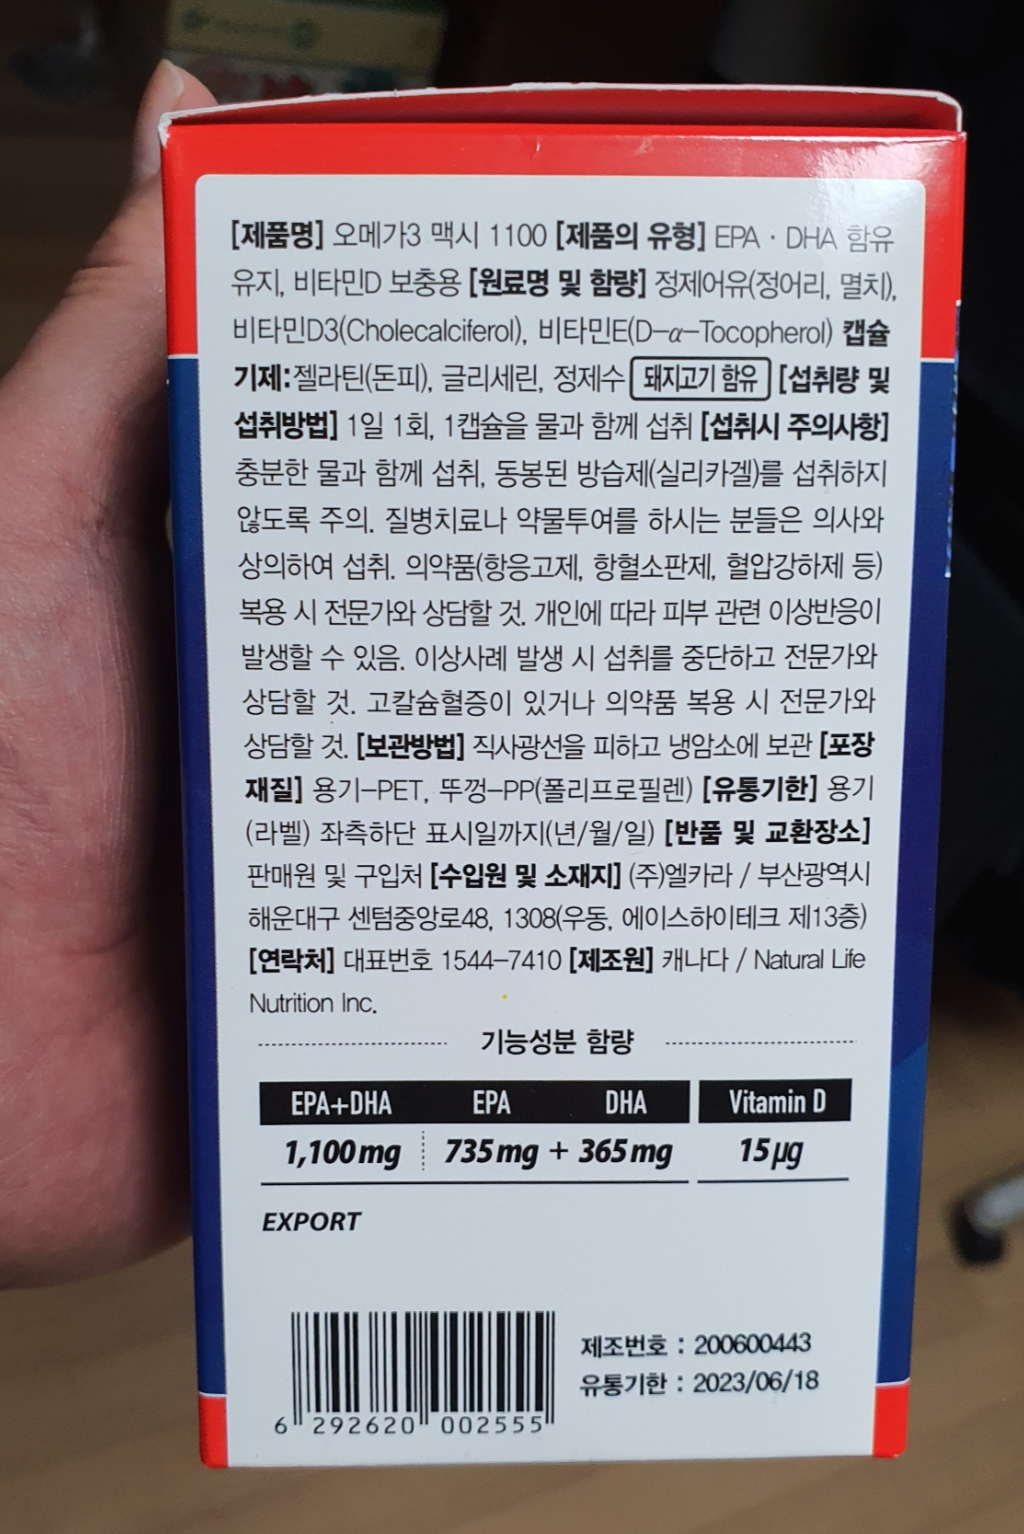 [제품명] 오메가3 맥시 1100 [제품의 유형] EPA · DHA 함유
유지, 비타민D 보충용 [원료명 및 함량] 정제어유(정어리, 멸치),
비타민D3(Cholecalciferol), 비타민E(D-α-Tocopherol) 캡슐
기제:젤라틴(돈피), 글리세린, 정제수 돼지고기 함유 [섭취량 및
섭취방법] 1일 1회, 1캡슐을 물과 함께 섭취 [섭취시 주의사항]
충분한 물과 함께 섭취, 동봉된 방습제(실리카겔)를 섭취하지
않도록 주의. 질병치료나 약물투여를 하시는 분들은 의사와
상의하여 섭취. 의약품(항응고제, 항혈소판제, 혈압강하제 등)
복용 시 전문가와 상담할 것. 개인에 따라 피부 관련 이상반응이
발생할 수 있음. 이상사례 발생 시 섭취를 중단하고 전문가와
상담할 것. 고칼슘혈증이 있거나 의약품 복용 시 전문가와
상담할 것. [보관방법] 직사광선을 피하고 냉암소에 보관 [포장
재질] 용기-PET, 뚜껑-PP(폴리프로필렌) [유통기한] 용기
(라벨) 좌측하단 표시일까지(년/월/일) [반품 및 교환장소]
판매원 및 구입처 [수입원 및 소재지] (주)엘카라 / 부산광역시
해운대구 센텀중앙로48, 1308(우동, 에이스하이테크 제13층)
[연락처] 대표번호 1544-7410 [제조원] 캐나다 / Natural Life
Nutrition Inc.
기능성분 함량
EPA+DHA EPA DHA Vitamin D
1,100mg 735mg + 365mg 15μg
EXPORT
제조번호 : 200600443
유통기한 : 2023/06/18
6 292620 002555